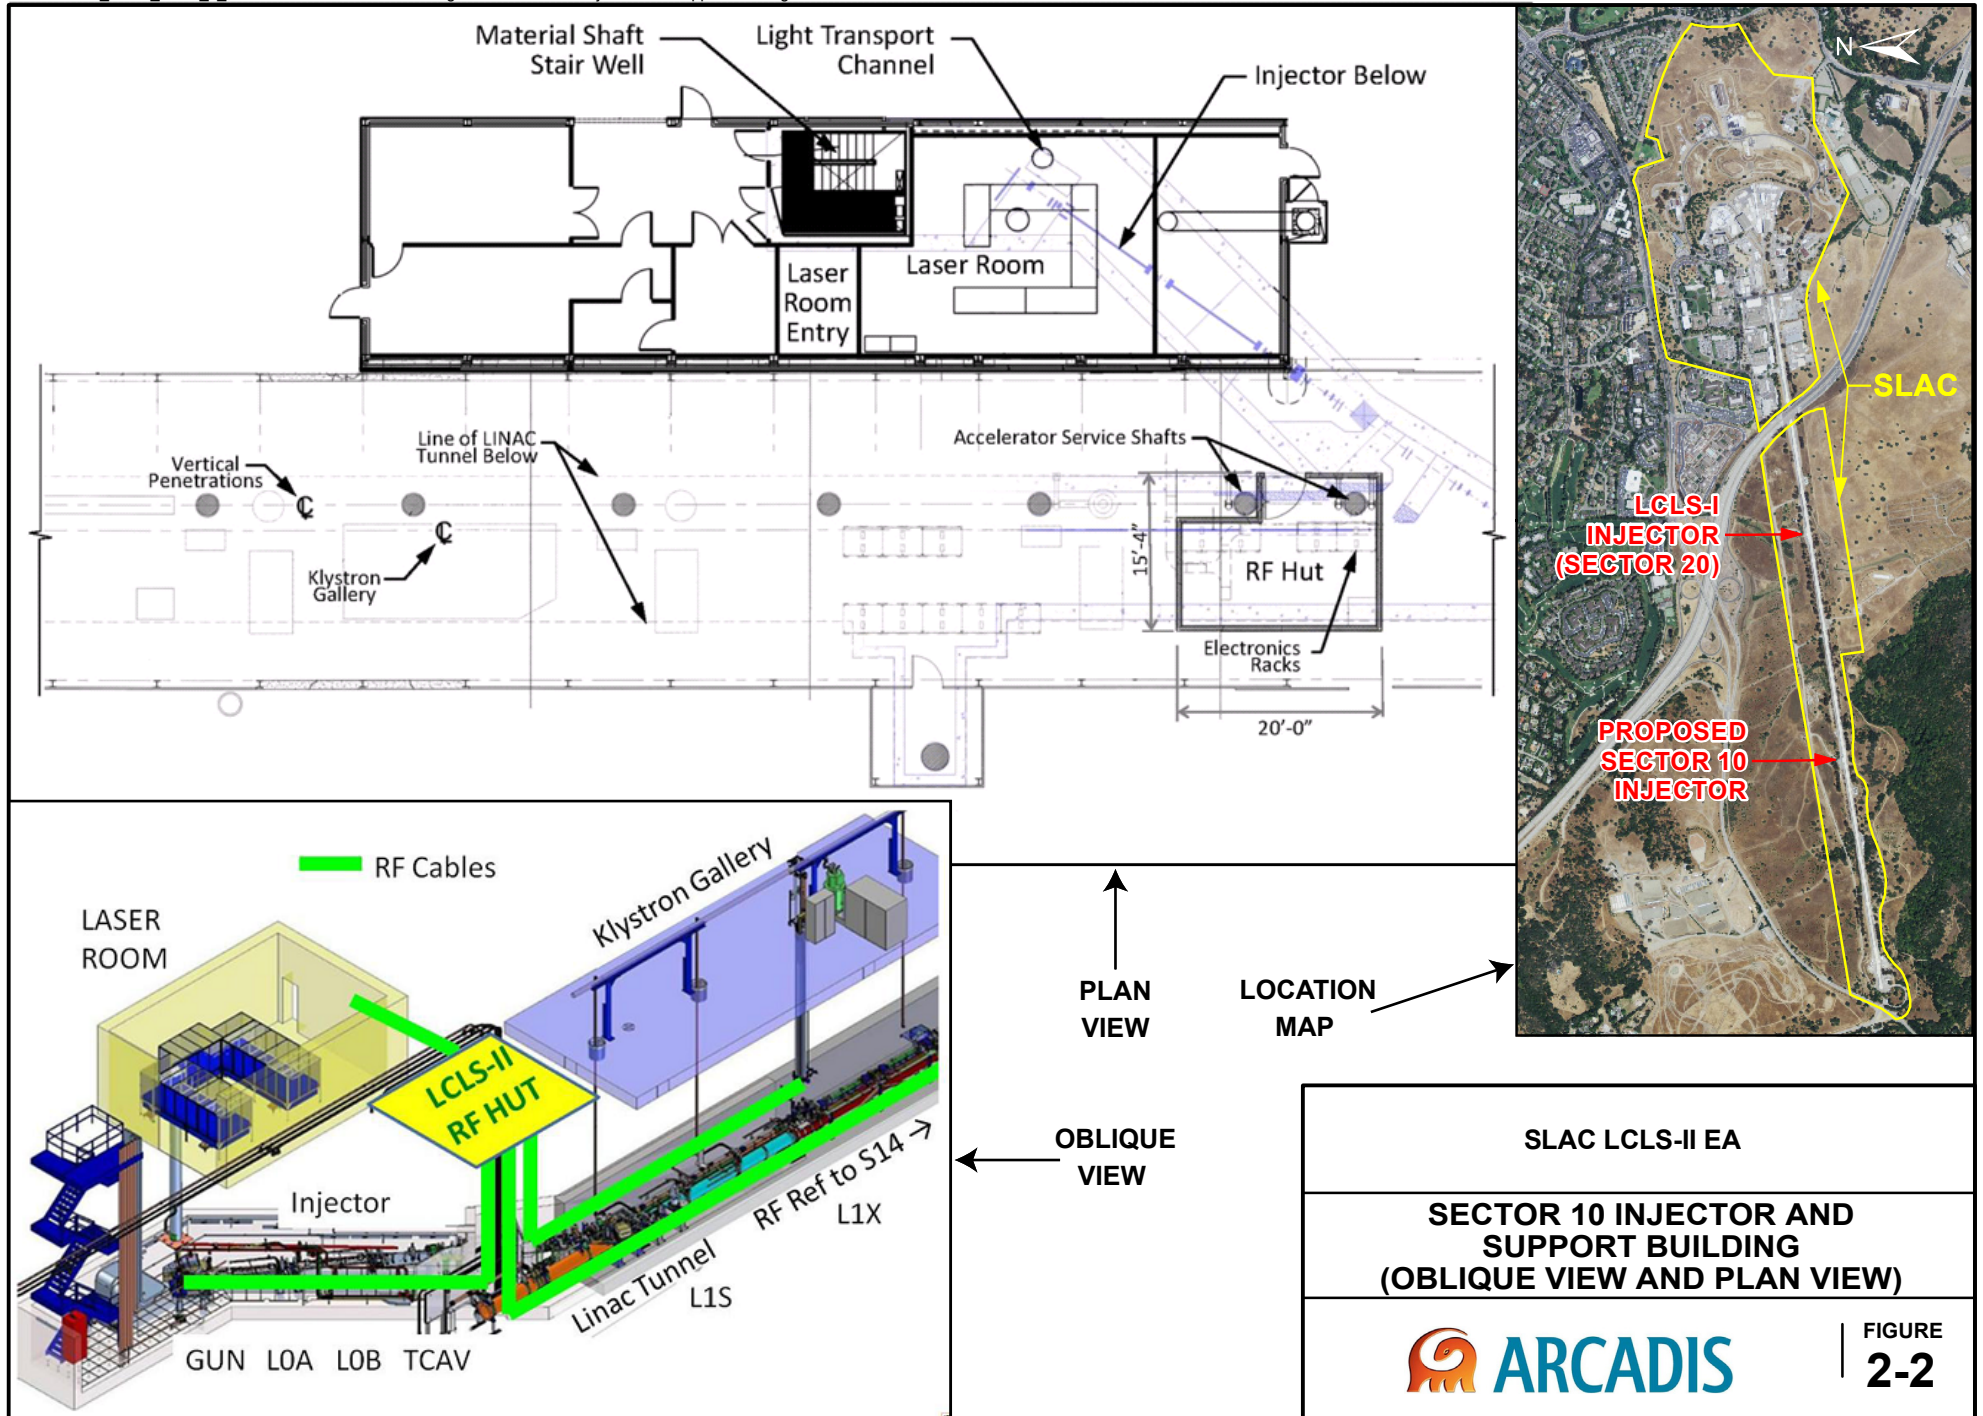 Material Shaft
Stair Well
Light Transport
Channel
Injector Below
Laser
Room
Entry
Laser Room
Line of LINAC
Tunnel Below
Accelerator Service Shafts
Vertical
Penetrations
℄
℄
Klystron
Gallery
15'-4"
RF Hut
Electronics
Racks
20'-0"
N
SLAC
LCLS-I
INJECTOR
(SECTOR 20)
PROPOSED
SECTOR 10
INJECTOR
RF Cables
LASER
ROOM
Klystron Gallery
LCLS-II
RF HUT
Injector
RF Ref to S14 →
L1X
Linac Tunnel
L1S
GUN L0A L0B TCAV
PLAN
VIEW
LOCATION
MAP
OBLIQUE
VIEW
SLAC LCLS-II EA
SECTOR 10 INJECTOR AND
SUPPORT BUILDING
(OBLIQUE VIEW AND PLAN VIEW)
ARCADIS
FIGURE
2-2